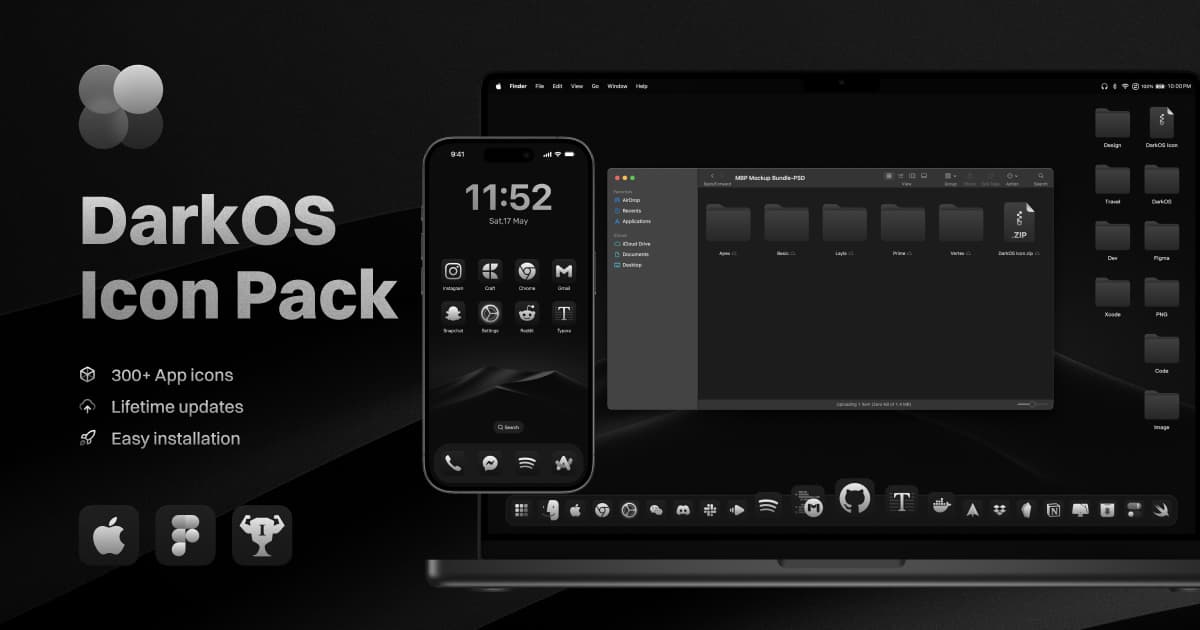 DarkOS
Icon Pack
300+ App icons
Lifetime updates
Easy installation
9:41
11:52
Sat,17 May
Instagram Craft Chrome Gmail
Snapchat Settings Reddit Typora
Search
Finder File Edit View Go Window Help
100% 10:00 PM
MBP Mockup Bundle-PSD
Back/Forward View Group Share Action Search
Favorites
AirDrop
Recents
Applications
iCloud
iCloud Drive
Documents
Desktop
.ZIP
Apex Basic Layla Prime Vertex DarkOS Icon.zip
Uploading 1 item (Zero KB of 1.4 MB)
Design DarkOS Icon
Travel DarkOS
Dev Figma
Xcode PNG
Code
Image